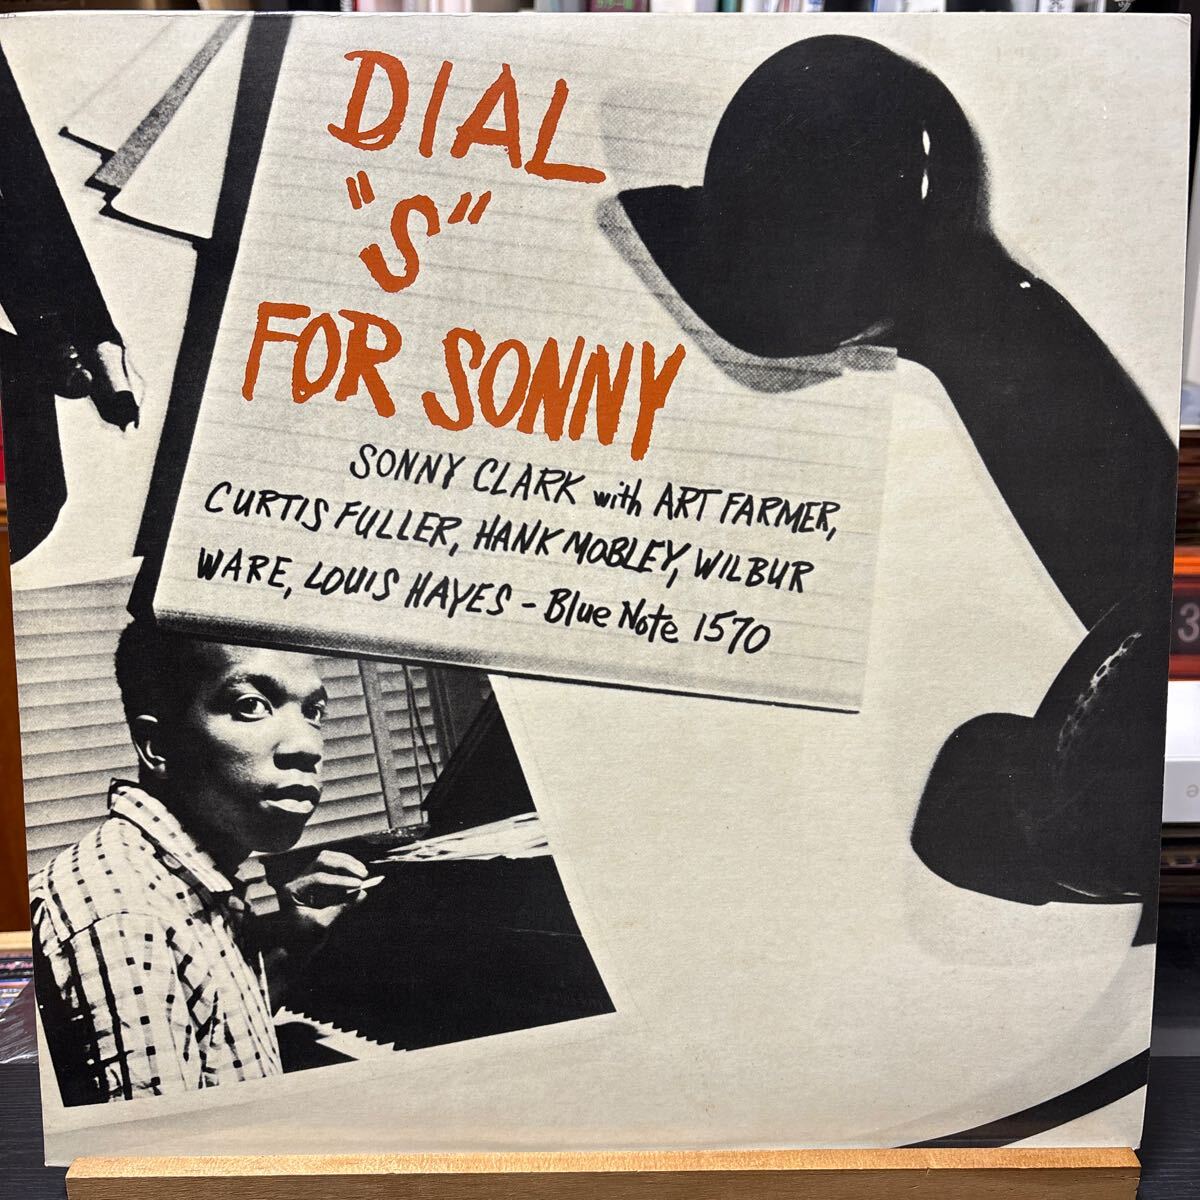 DIAL
"S"
FOR SONNY
SONNY CLARK with ART FARMER,
CURTIS FULLER, HANK MOBLEY, WILBUR
WARE, LOUIS HAYES - Blue Note 1570
3